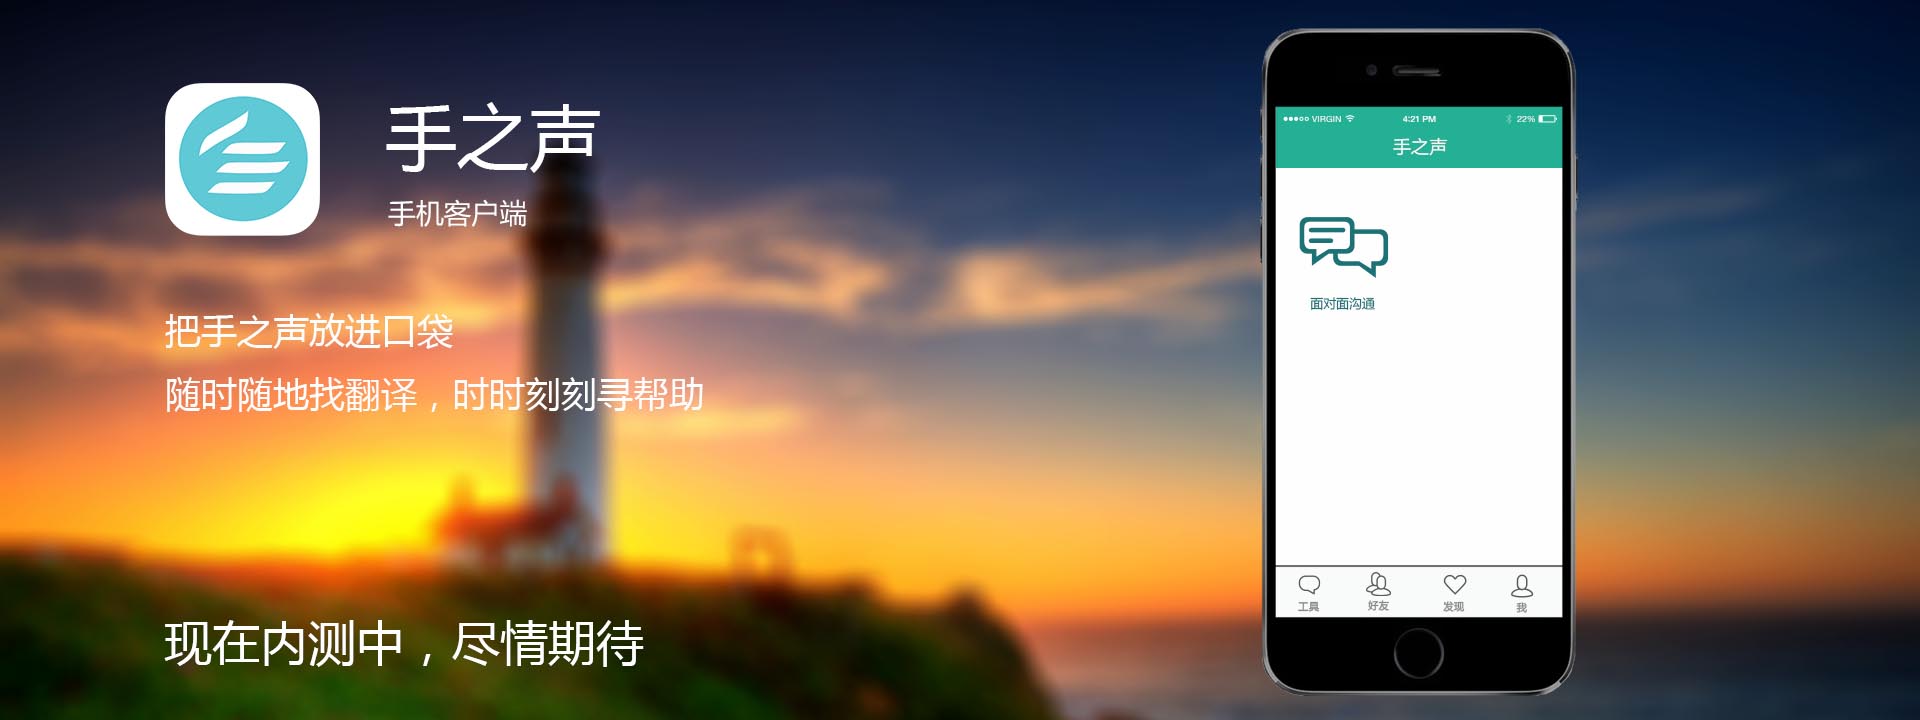 手之声
手机客户端
把手之声放进口袋
随时随地找翻译，时时刻刻寻帮助
现在内测中，尽情期待
VIRGIN 4:21 PM 22%
手之声
面对面沟通
工具 好友 发现 我